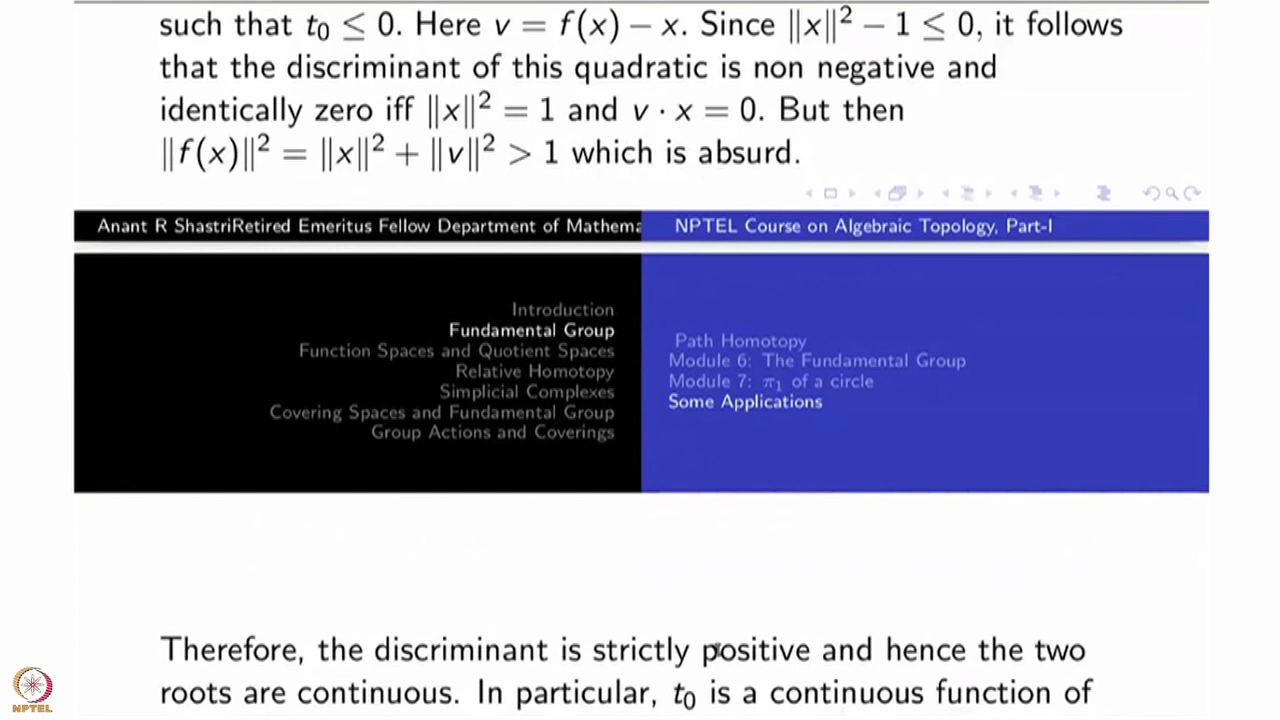 such that t₀ ≤ 0. Here v = f(x) − x. Since ‖x‖² − 1 ≤ 0, it follows
that the discriminant of this quadratic is non negative and
identically zero iff ‖x‖² = 1 and v · x = 0. But then
‖f(x)‖² = ‖x‖² + ‖v‖² > 1 which is absurd.
Anant R ShastriRetired Emeritus Fellow Department of Mathema
NPTEL Course on Algebraic Topology, Part-I
Introduction
Fundamental Group
Function Spaces and Quotient Spaces
Relative Homotopy
Simplicial Complexes
Covering Spaces and Fundamental Group
Group Actions and Coverings
Path Homotopy
Module 6: The Fundamental Group
Module 7: π₁ of a circle
Some Applications
Therefore, the discriminant is strictly positive and hence the two
roots are continuous. In particular, t₀ is a continuous function of
NPTEL